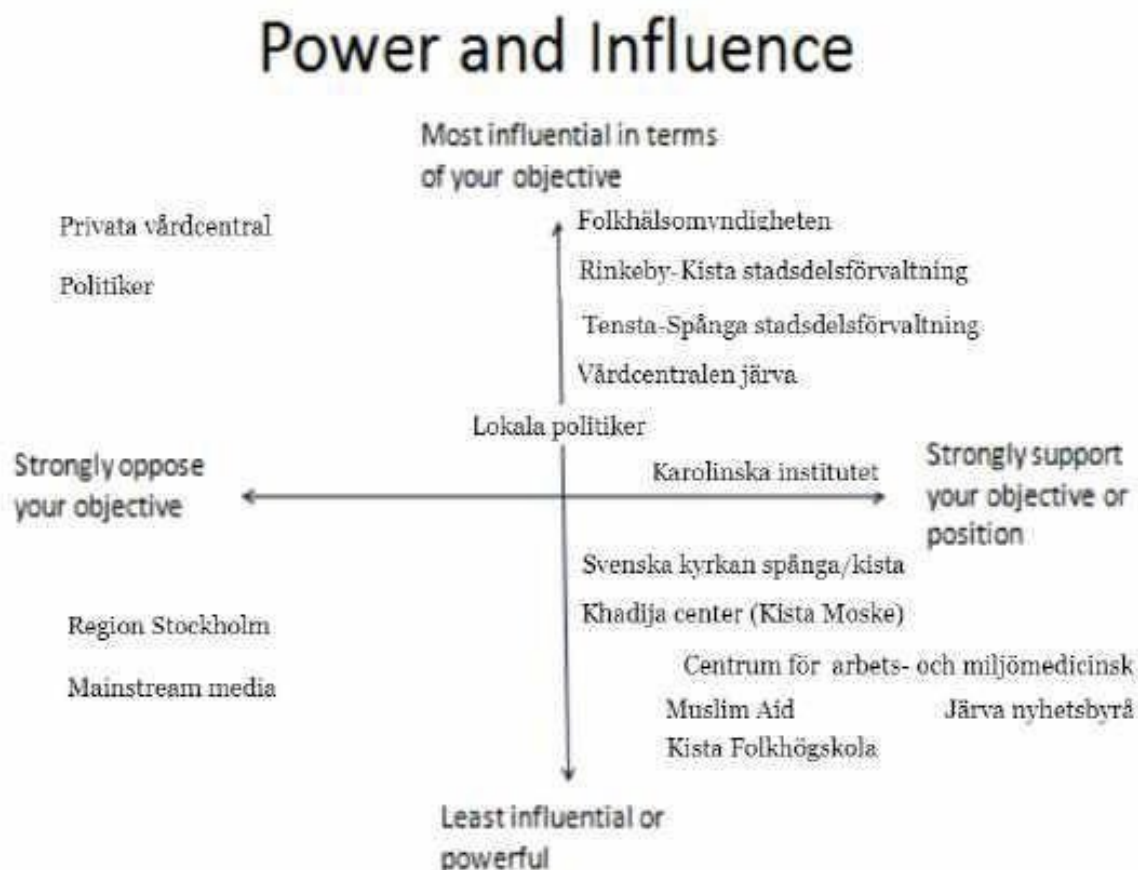 Power and Influence
Most influential in terms
of your objective
Privata vårdcentral
Politiker
Folkhälsomyndigheten
Rinkeby-Kista stadsdelsförvaltning
Tensta-Spånga stadsdelsförvaltning
Vårdcentralen järva
Lokala politiker
Strongly oppose
your objective
Karolinska institutet
Strongly support
your objective or
position
Svenska kyrkan spånga/kista
Khadija center (Kista Moske)
Region Stockholm
Mainstream media
Centrum för arbets- och miljömedicinsk
Muslim Aid
Järva nyhetsbyrå
Kista Folkhögskola
Least influential or
powerful